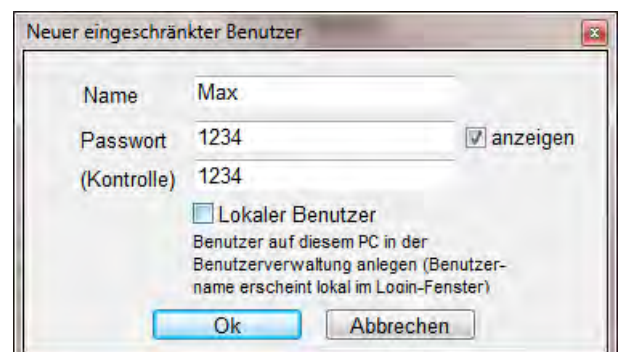 Neuer eingeschränkter Benutzer
Name Max
Passwort 1234 anzeigen
(Kontrolle) 1234
Lokaler Benutzer
Benutzer auf diesem PC in der
Benutzerverwaltung anlegen (Benutzer-
name erscheint lokal im Login-Fenster)
Ok Abbrechen